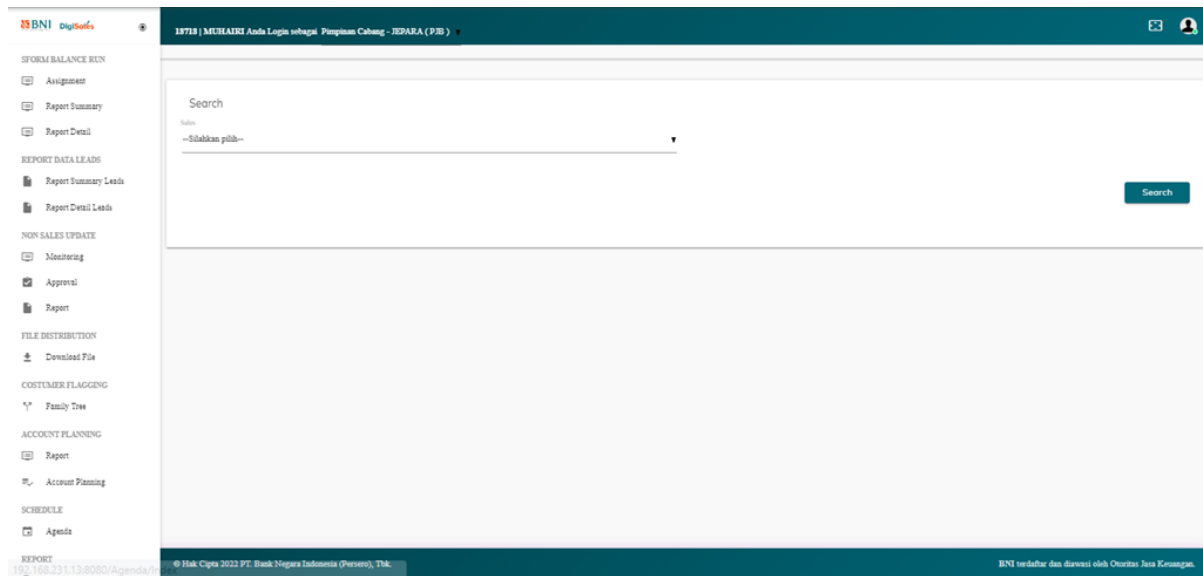 BNI DigiSales
13713 | MUHAIRI Anda Login sebagai Pimpinan Cabang - JEPARA ( PJB )
SFORM BALANCE RUN
Assignment
Report Summary
Report Detail
REPORT DATA LEADS
Report Summary Leads
Report Detail Leads
NON SALES UPDATE
Monitoring
Approval
Report
FILE DISTRIBUTION
Download File
COSTUMER FLAGGING
Family Tree
ACCOUNT PLANNING
Report
Account Planning
SCHEDULE
Agenda
REPORT
192.168.231.13:8080/Agenda/Index
Search
Sales
--Silahkan pilih--
Search
© Hak Cipta 2022 PT. Bank Negara Indonesia (Persero), Tbk.
BNI terdaftar dan diawasi oleh Otoritas Jasa Keuangan.